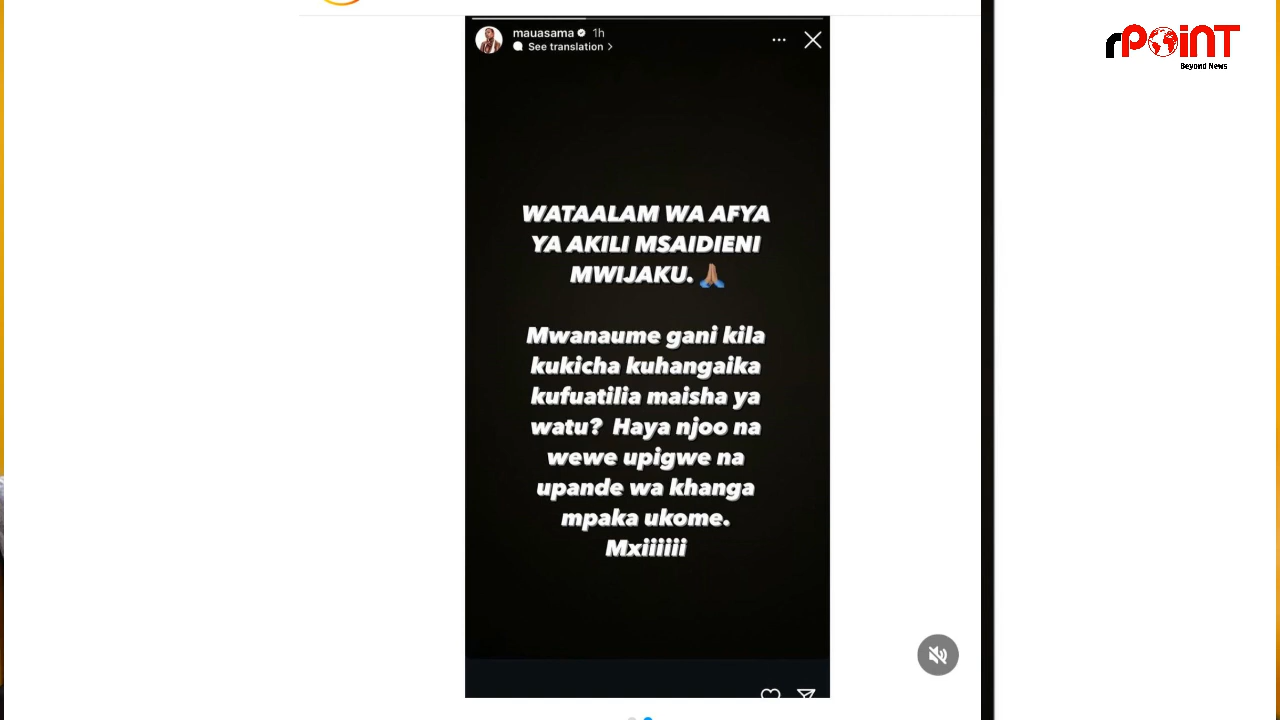 mauasama 1h
See translation >
rPOINT
Beyond News
WATAALAM WA AFYA
YA AKILI MSAIDIENI
MWIJAKU. 🙏🏽
Mwanaume gani kila
kukicha kuhangaika
kufuatilia maisha ya
watu? Haya njoo na
wewe upigwe na
upande wa khanga
mpaka ukome.
Mxiiiiii